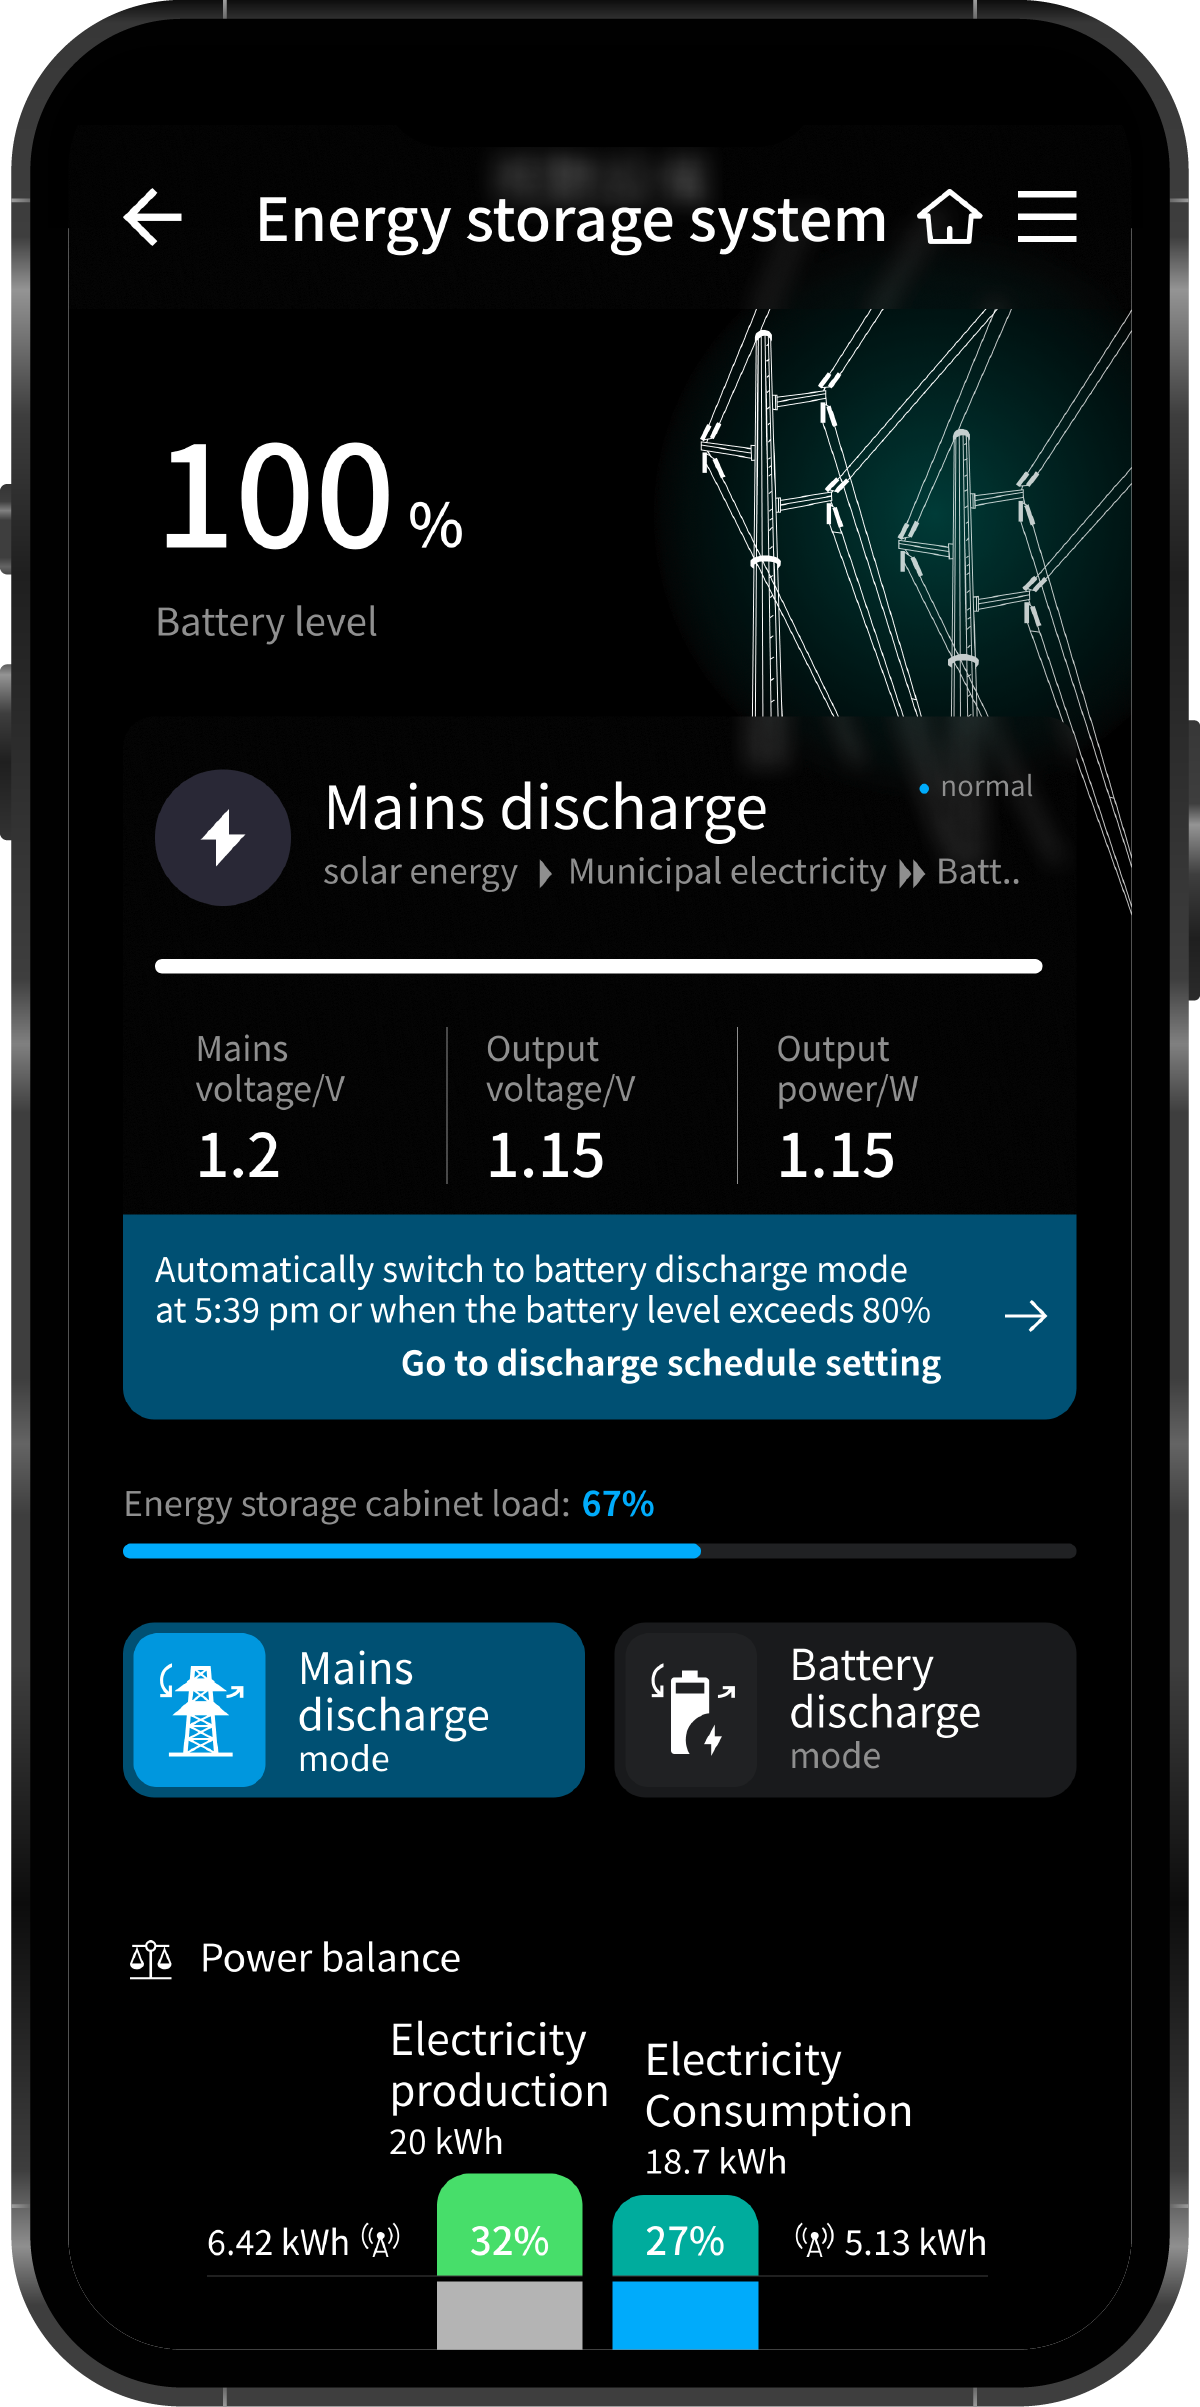 Energy storage system
100 %
Battery level
Mains discharge
normal
solar energy Municipal electricity Batt..
Mains
voltage/V
1.2
Output
voltage/V
1.15
Output
power/W
1.15
Automatically switch to battery discharge mode
at 5:39 pm or when the battery level exceeds 80%
Go to discharge schedule setting
Energy storage cabinet load: 67%
Mains
discharge
mode
Battery
discharge
mode
Power balance
Electricity
production
20 kWh
Electricity
Consumption
18.7 kWh
6.42 kWh
32%
27%
5.13 kWh